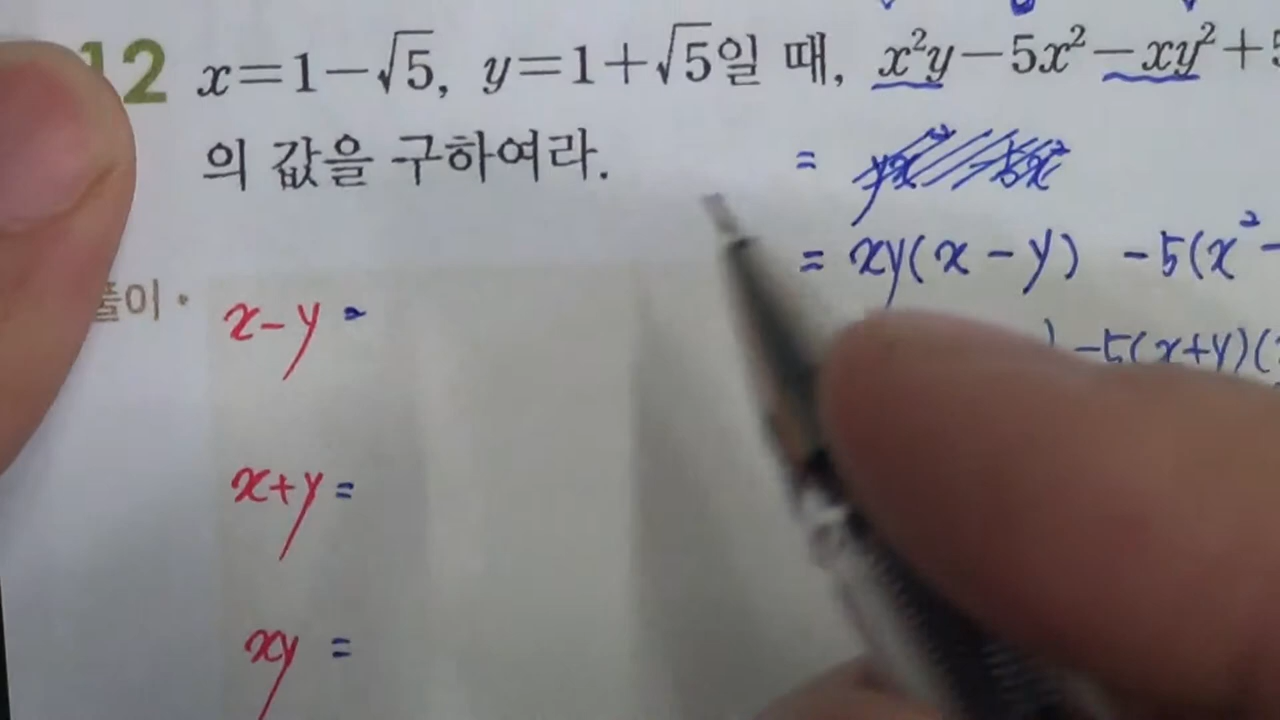 12 x=1-√5, y=1+√5일 때, x²y-5x²-xy²+5
의 값을 구하여라.
=
= xy(x-y) -5(x²-
풀이·
x-y =
) -5(x+y)(
x+y =
xy =